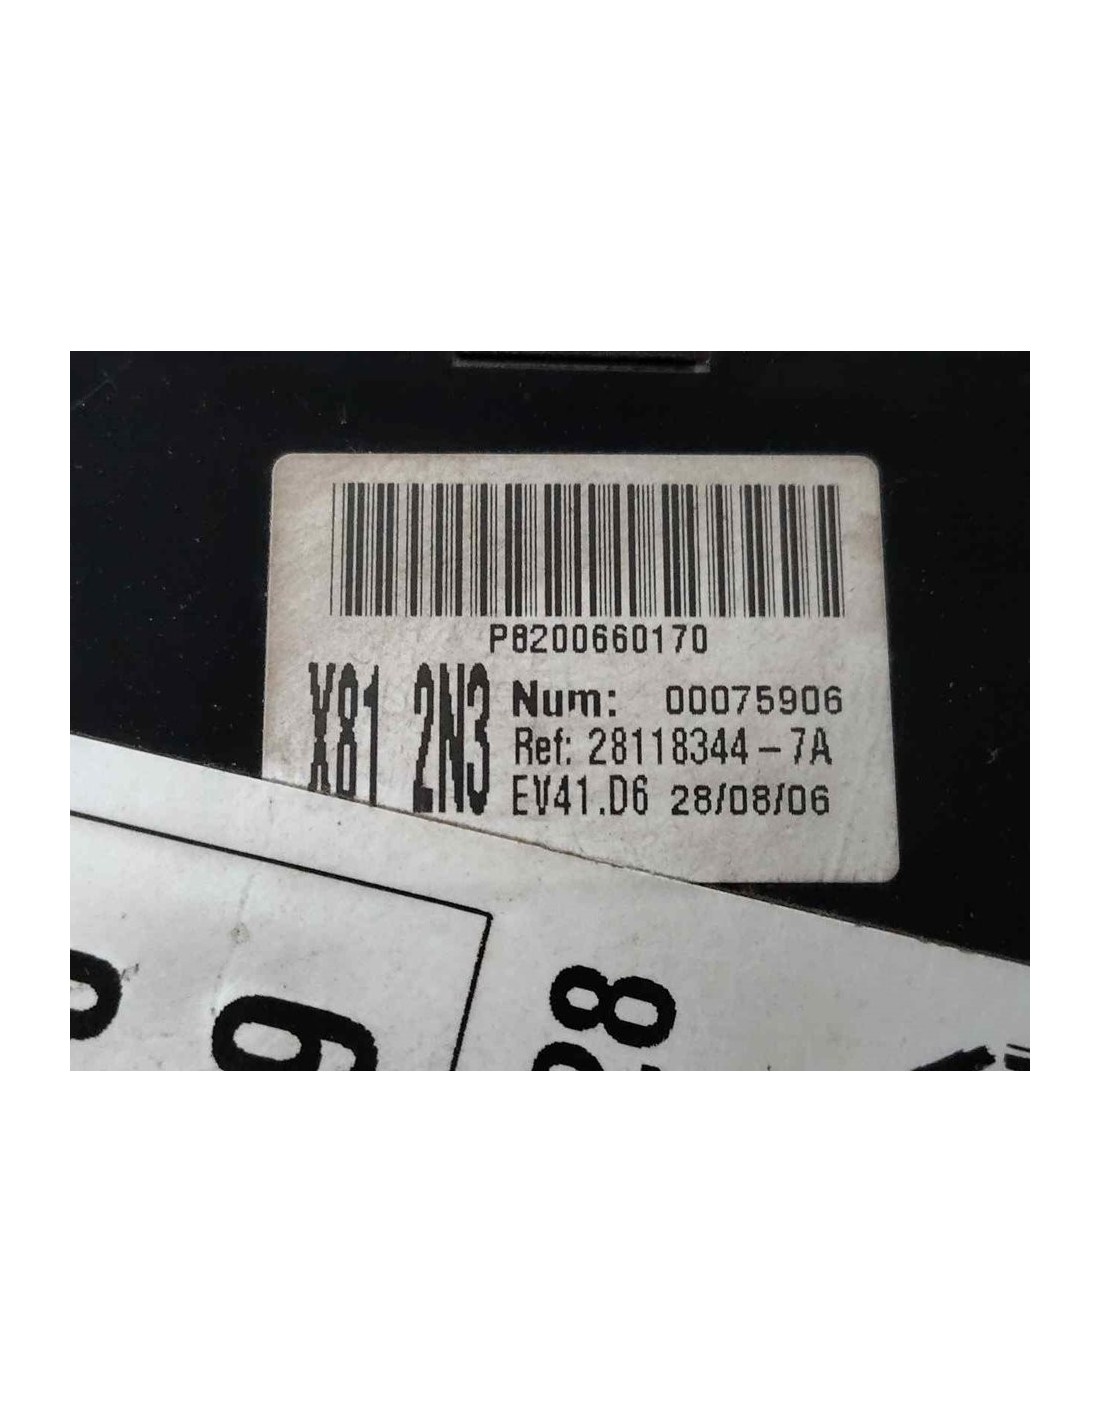 P8200660170
X81 2N3
Num: 00075906
Ref: 28118344-7A
EV41.D6 28/08/06